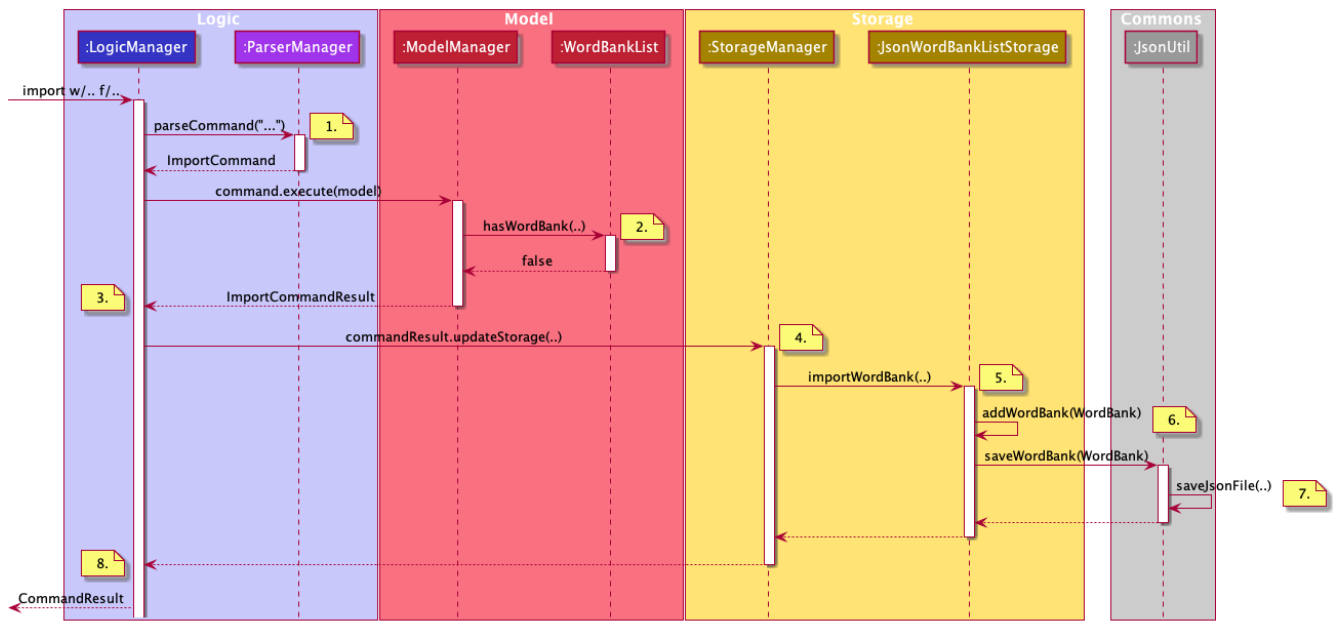 Logic
Model
Storage
Commons
:LogicManager
:ParserManager
:ModelManager
:WordBankList
:StorageManager
:JsonWordBankListStorage
:JsonUtil
import w/.. f/..
parseCommand("...")
1.
ImportCommand
command.execute(model)
hasWordBank(..)
2.
false
3.
ImportCommandResult
commandResult.updateStorage(..)
4.
importWordBank(..)
5.
addWordBank(WordBank)
6.
saveWordBank(WordBank)
saveJsonFile(..)
7.
8.
CommandResult